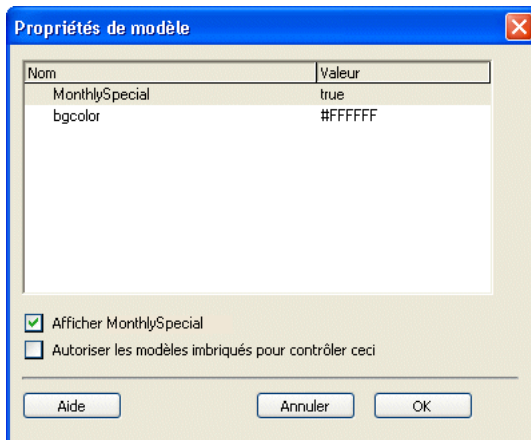 Propriétés de modèle
Nom Valeur
MonthlySpecial true
bgcolor #FFFFFF
Afficher MonthlySpecial
Autoriser les modèles imbriqués pour contrôler ceci
Aide Annuler OK